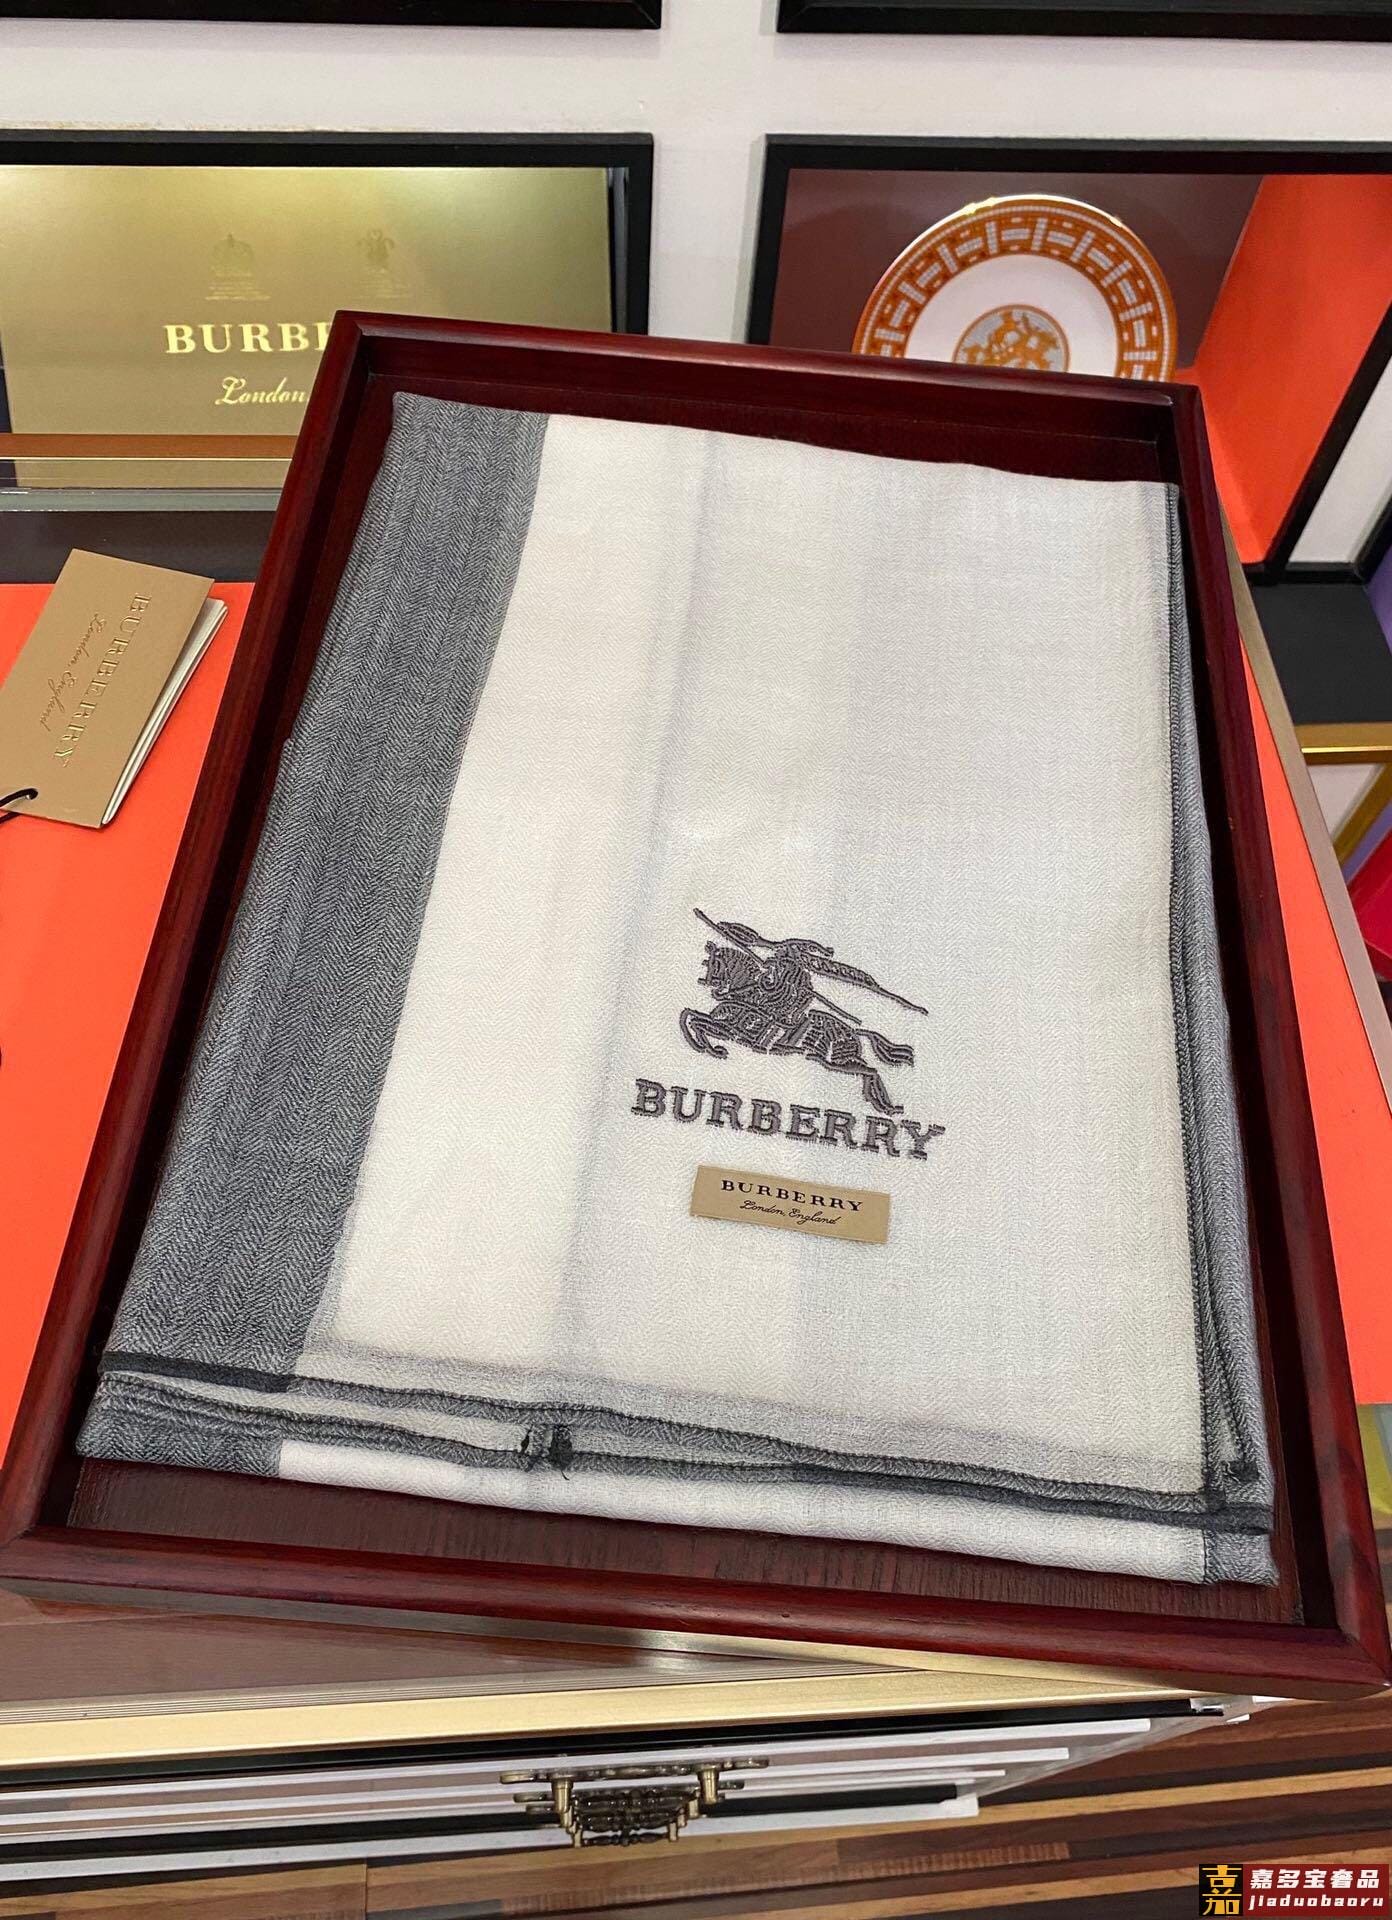 BURBE
London,
BURBERRY
London, England
BURBERRY
BURBERRY
London, England
嘉多宝奢品
jiaduobaoru